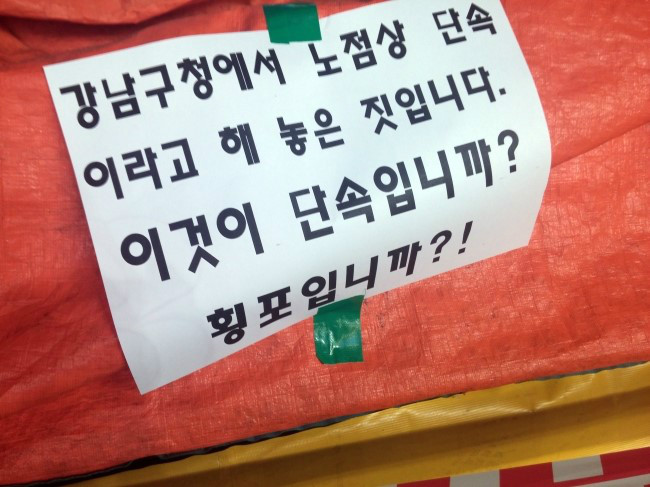 강남구청에서 노점상 단속
이라고 해 놓은 짓입니다.
이것이 단속입니까?
횡포입니까?!